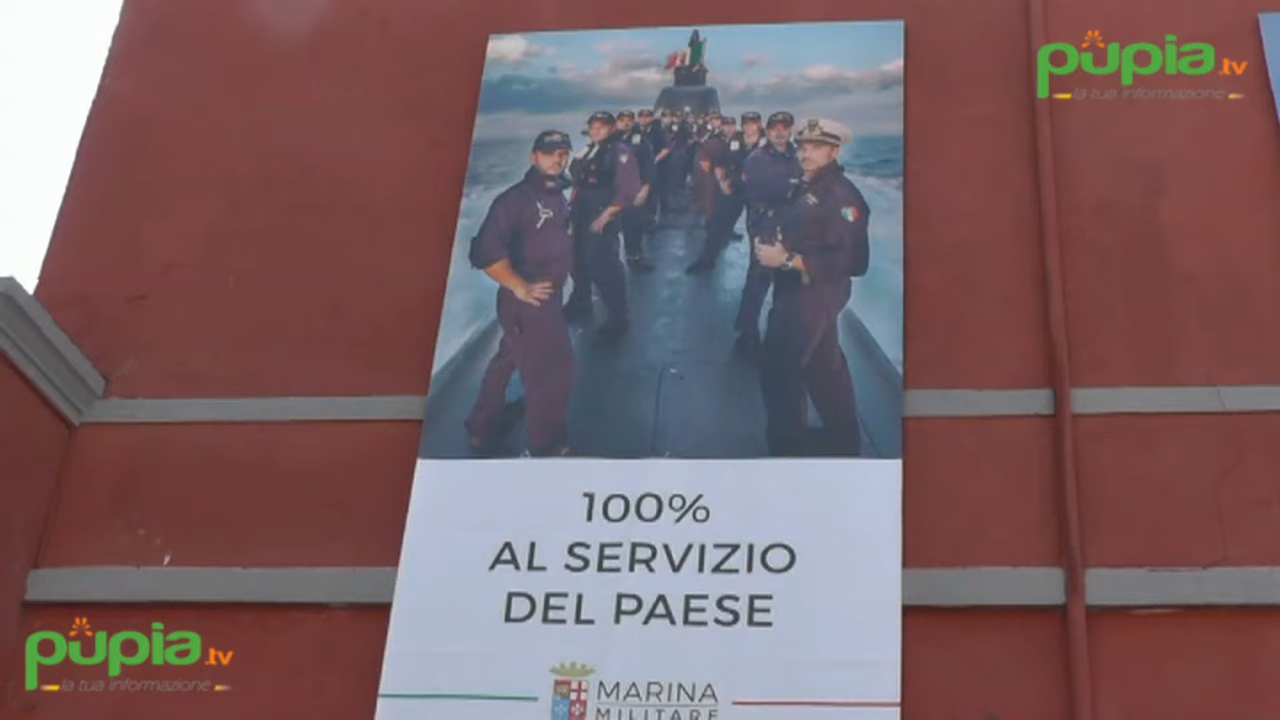 pupia.tv
la tua informazione
100%
AL SERVIZIO
DEL PAESE
MARINA
MILITARE
pupia.tv
la tua informazione